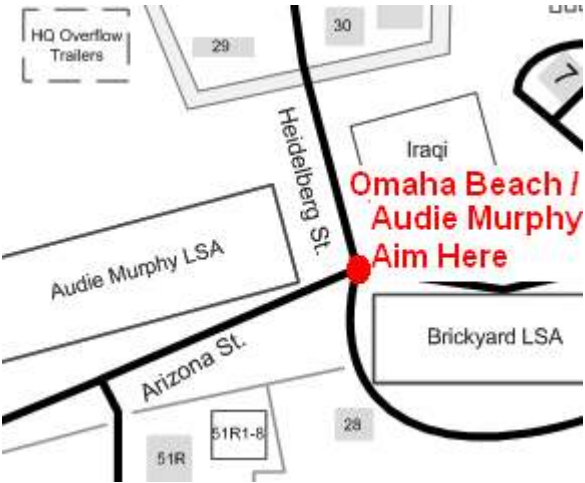 HQ Overflow
Trailers
29
30
7
Heidelberg St.
Iraqi
Omaha Beach /
Audie Murphy
Aim Here
Audie Murphy LSA
Brickyard LSA
Arizona St.
51R1-8
28
51R